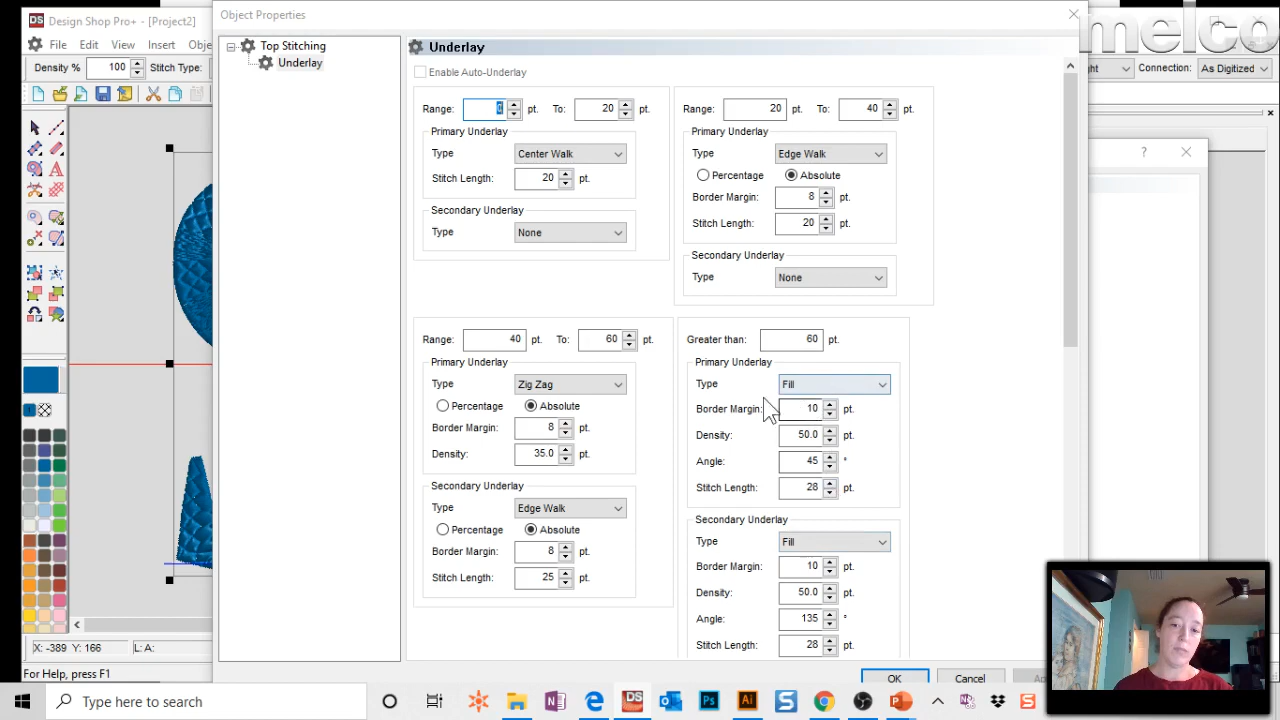 Design Shop Pro+ - [Project2]
Object Properties
melco
File Edit View Insert Obje
Density % 100 Stitch Type:
ght Connection: As Digitized
Top Stitching
Underlay
Underlay
Enable Auto-Underlay
Range: pt. To: 20 pt.
Primary Underlay
Type Center Walk
Stitch Length: 20 pt.
Secondary Underlay
Type None
Range: 20 pt. To: 40 pt.
Primary Underlay
Type Edge Walk
Percentage Absolute
Border Margin: 8 pt.
Stitch Length: 20 pt.
Secondary Underlay
Type None
Range: 40 pt. To: 60 pt.
Primary Underlay
Type Zig Zag
Percentage Absolute
Border Margin: 8 pt.
Density: 35.0 pt.
Secondary Underlay
Type Edge Walk
Percentage Absolute
Border Margin: 8 pt.
Stitch Length: 25 pt.
Greater than: 60 pt.
Primary Underlay
Type Fill
Border Margin: 10 pt.
Density: 50.0 pt.
Angle: 45 °
Stitch Length: 28 pt.
Secondary Underlay
Type Fill
Border Margin: 10 pt.
Density: 50.0 pt.
Angle: 135 °
Stitch Length: 28 pt.
OK Cancel Ap
X: -389 Y: 166 L: A:
For Help, press F1
Type here to search